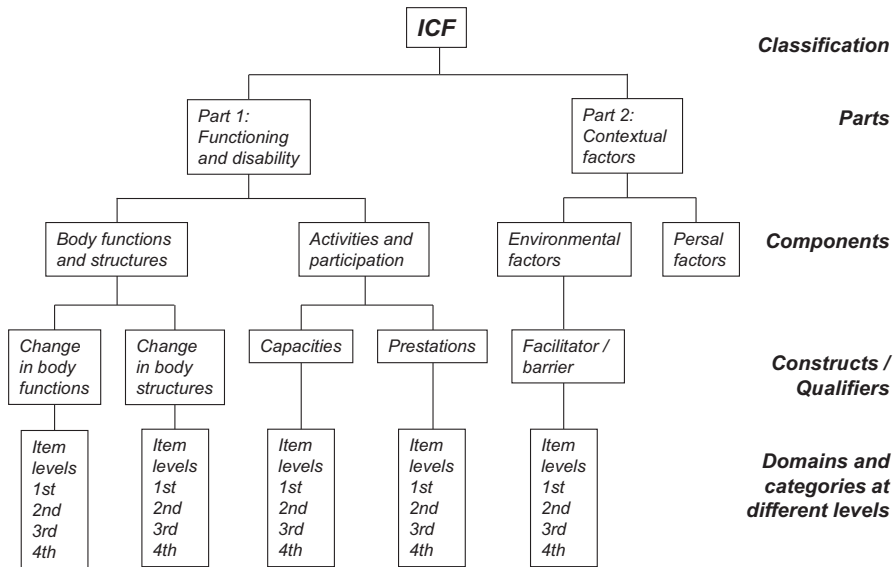 ICF
Classification
Part 1:
Functioning
and disability
Part 2:
Contextual
factors
Parts
Body functions
and structures
Activities and
participation
Environmental
factors
Persal
factors
Components
Change
in body
functions
Change
in body
structures
Capacities
Prestations
Facilitator /
barrier
Constructs /
Qualifiers
Item
levels
1st
2nd
3rd
4th
Item
levels
1st
2nd
3rd
4th
Item
levels
1st
2nd
3rd
4th
Item
levels
1st
2nd
3rd
4th
Item
levels
1st
2nd
3rd
4th
Domains and
categories at
different levels